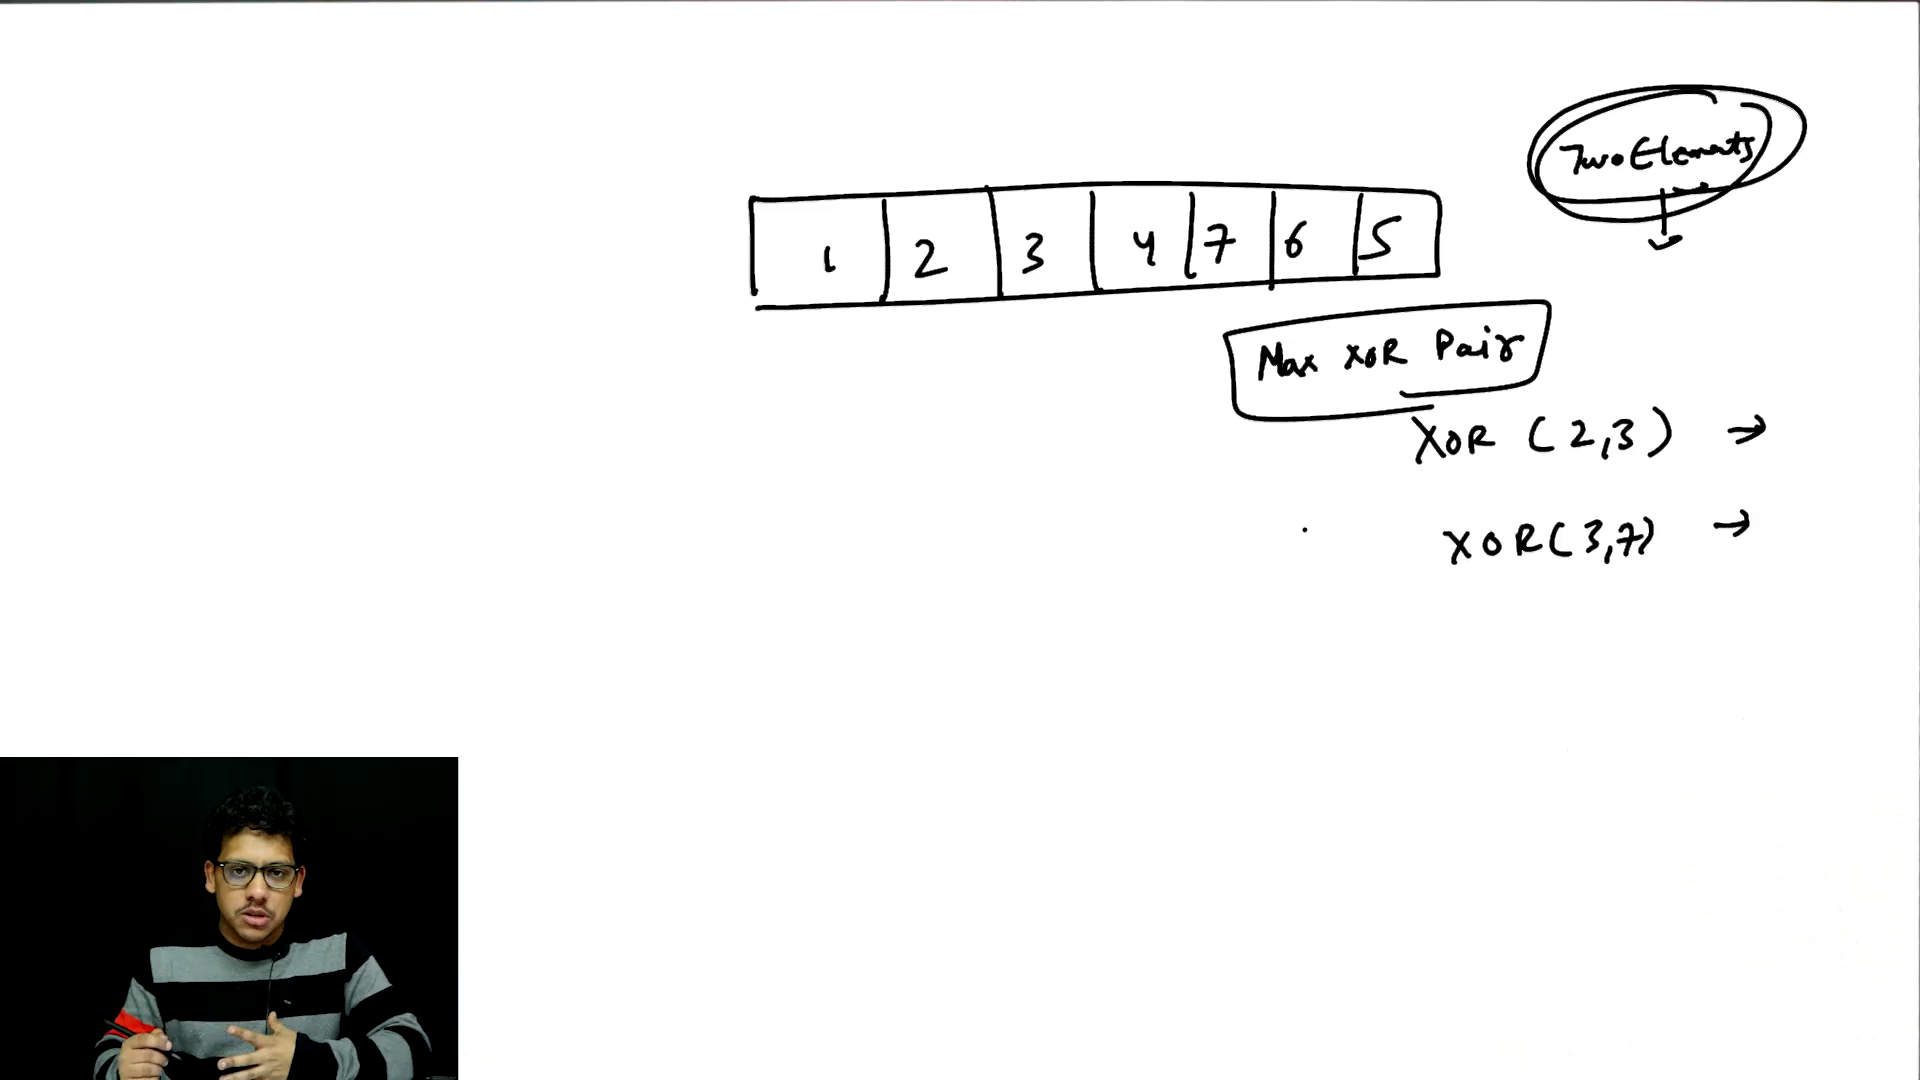 Two Elements
1 2 3 4 7 6 5
Max XOR Pair
XOR (2,3) →
XOR(3,7) →